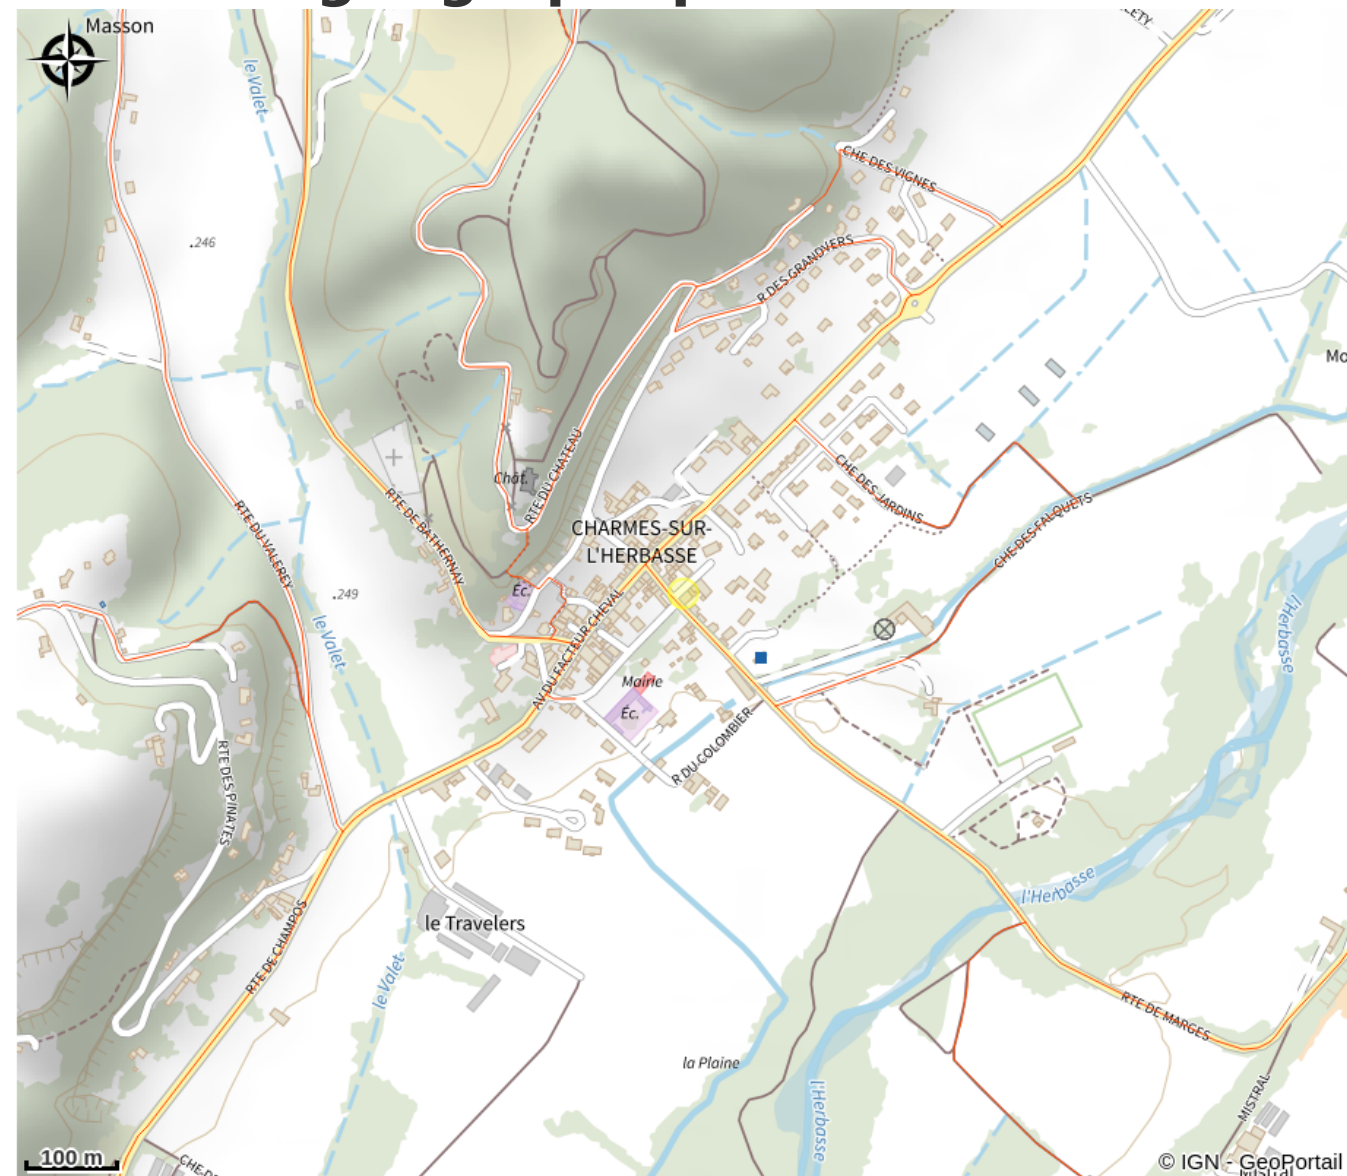 Masson
le Valet
CHE DES VIGNES
.246
R DES GRANDVERS
RTE DU CHATEAU
Chât.
CHE DES JARDINS
RTE DE BATHERNAY
CHE DES FALQUETS
RTE DU VALEREY
CHARMES-SUR-
L'HERBASSE
Éc.
.249
AV DU FACTEUR CHEVAL
le Valet
l'Herbasse
Mairie
Éc.
R DU COLOMBIER
RTE DES PINATES
l'Herbasse
le Travelers
RTE DE CHAMPOS
le Valet
RTE DE MARGES
la Plaine
l'Herbasse
MISTRAL
Mistral
100 m
© IGN - GeoPortail